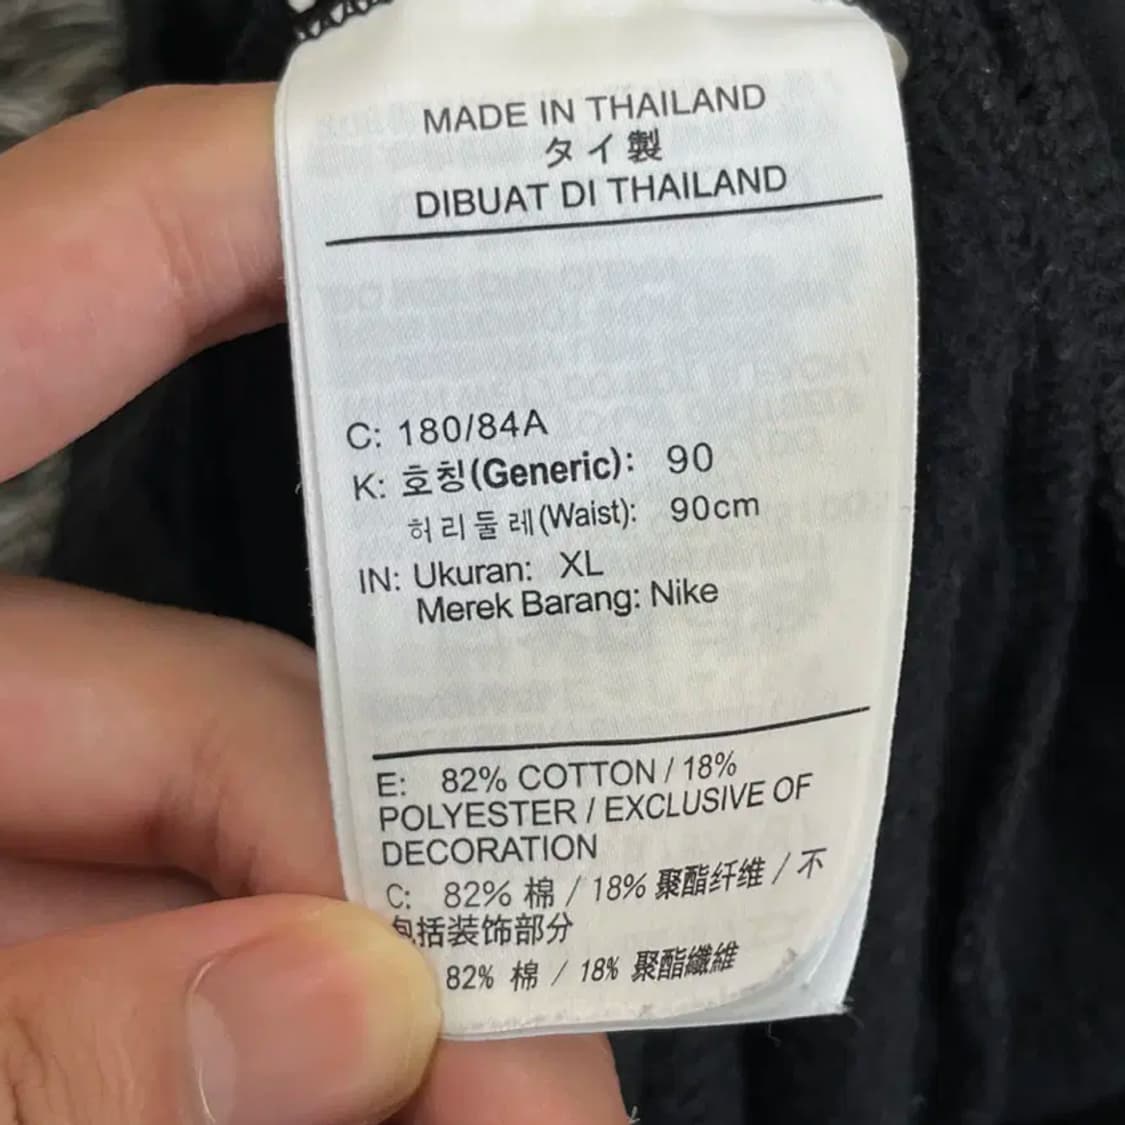 MADE IN THAILAND
タイ製
DIBUAT DI THAILAND
C: 180/84A
K: 호칭(Generic): 90
허리둘레(Waist): 90cm
IN: Ukuran: XL
Merek Barang: Nike
E: 82% COTTON / 18%
POLYESTER / EXCLUSIVE OF
DECORATION
C: 82% 棉 / 18% 聚酯纤维 / 不
包括装饰部分
82% 棉 / 18% 聚酯纖維